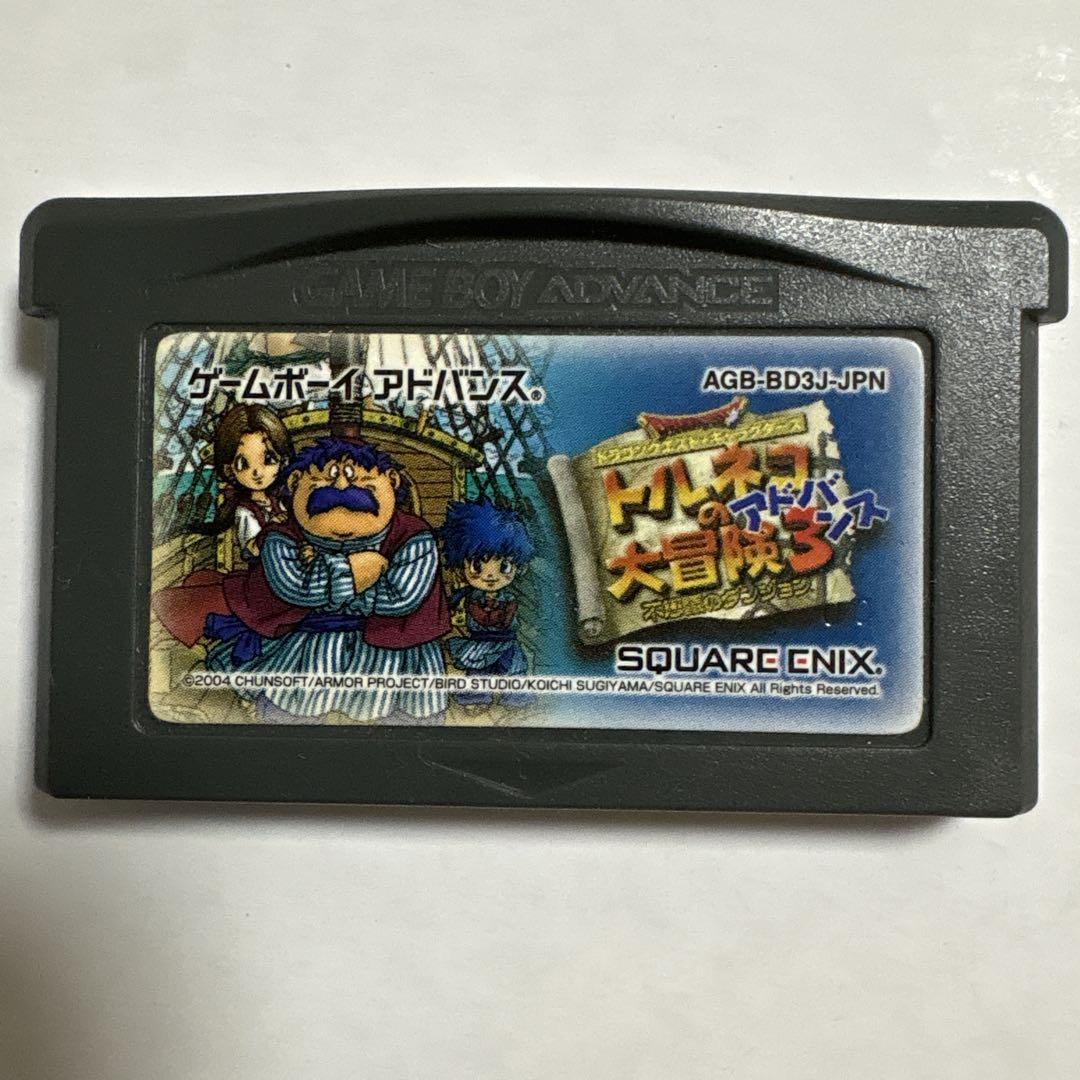 GAME BOY ADVANCE
ゲームボーイ アドバンス®
AGB-BD3J-JPN
ドラゴンクエスト・キャラクターズ
トルネコの
大冒険3
アドバンス
不思議のダンジョン
SQUARE ENIX®
©2004 CHUNSOFT/ARMOR PROJECT/BIRD STUDIO/KOICHI SUGIYAMA/SQUARE ENIX All Rights Reserved.